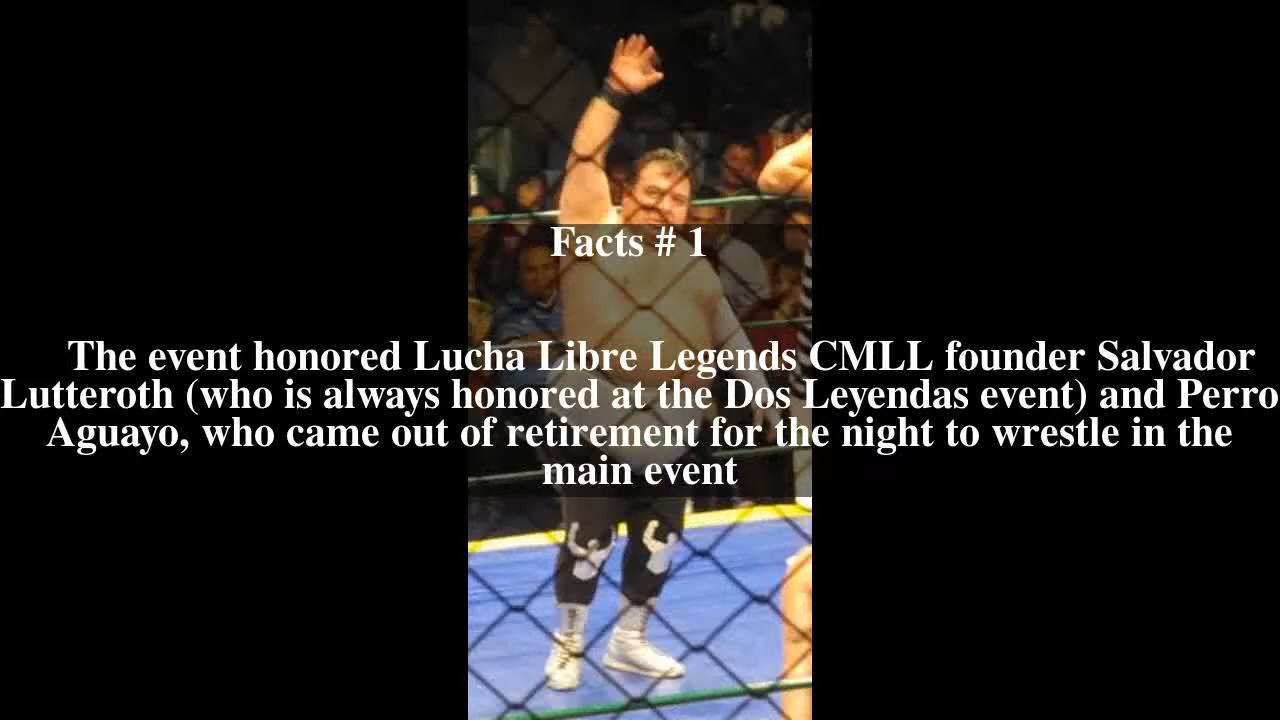 Facts # 1
The event honored Lucha Libre Legends CMLL founder Salvador
Lutteroth (who is always honored at the Dos Leyendas event) and Perro
Aguayo, who came out of retirement for the night to wrestle in the
main event